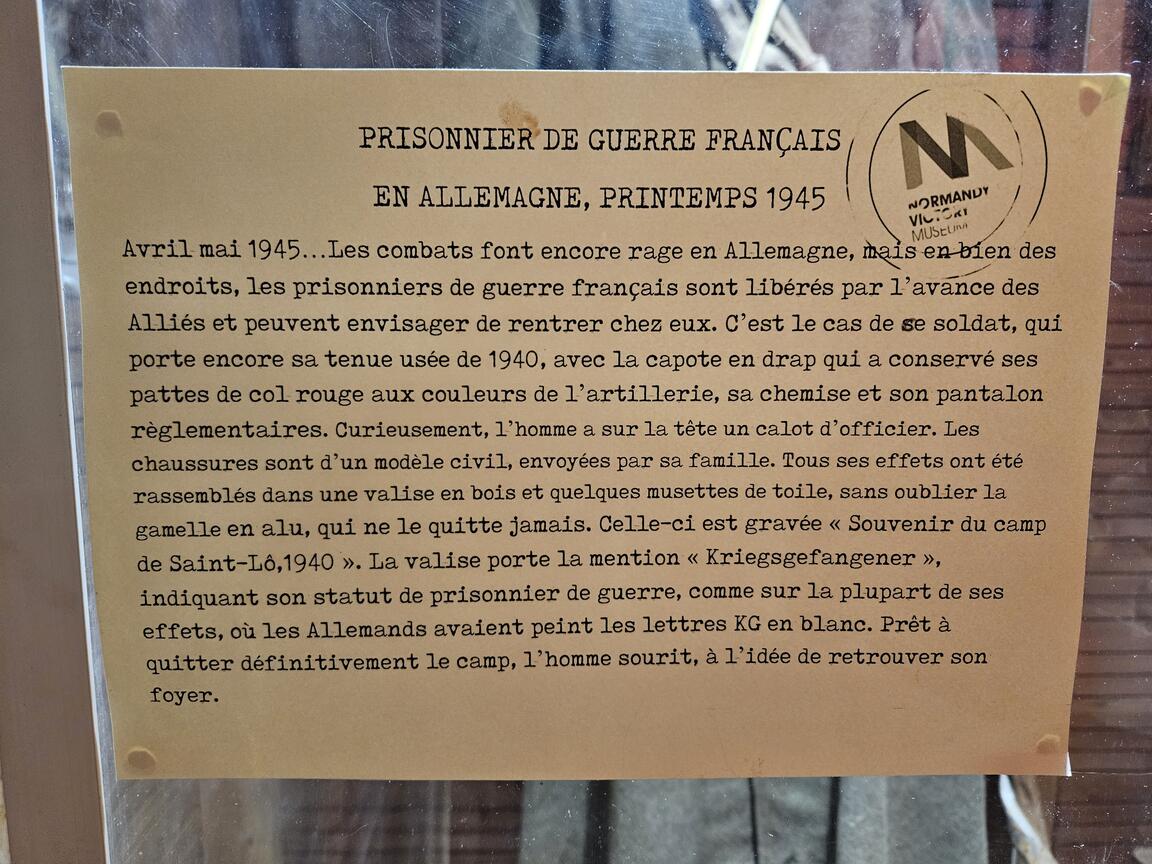 PRISONNIER DE GUERRE FRANÇAIS
EN ALLEMAGNE, PRINTEMPS 1945
NORMANDY
VICTORY
MUSEUM
Avril mai 1945...Les combats font encore rage en Allemagne, mais en bien des
endroits, les prisonniers de guerre français sont libérés par l'avance des
Alliés et peuvent envisager de rentrer chez eux. C'est le cas de se soldat, qui
porte encore sa tenue usée de 1940, avec la capote en drap qui a conservé ses
pattes de col rouge aux couleurs de l'artillerie, sa chemise et son pantalon
règlementaires. Curieusement, l'homme a sur la tête un calot d'officier. Les
chaussures sont d'un modèle civil, envoyées par sa famille. Tous ses effets ont été
rassemblés dans une valise en bois et quelques musettes de toile, sans oublier la
gamelle en alu, qui ne le quitte jamais. Celle-ci est gravée « Souvenir du camp
de Saint-Lô,1940 ». La valise porte la mention « Kriegsgefangener »,
indiquant son statut de prisonnier de guerre, comme sur la plupart de ses
effets, où les Allemands avaient peint les lettres KG en blanc. Prêt à
quitter définitivement le camp, l'homme sourit, à l'idée de retrouver son
foyer.